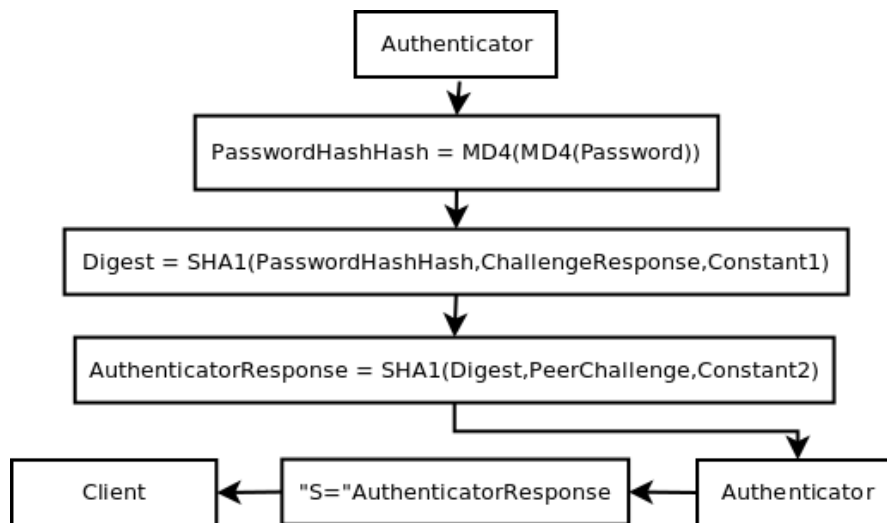 Authenticator
PasswordHashHash = MD4(MD4(Password))
Digest = SHA1(PasswordHashHash,ChallengeResponse,Constant1)
AuthenticatorResponse = SHA1(Digest,PeerChallenge,Constant2)
Client
"S="AuthenticatorResponse
Authenticator